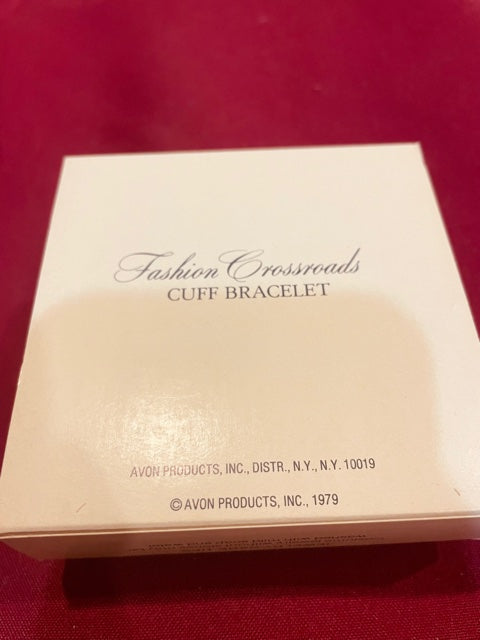 Fashion Crossroads
CUFF BRACELET
AVON PRODUCTS, INC., DISTR., N.Y., N.Y. 10019
© AVON PRODUCTS, INC., 1979